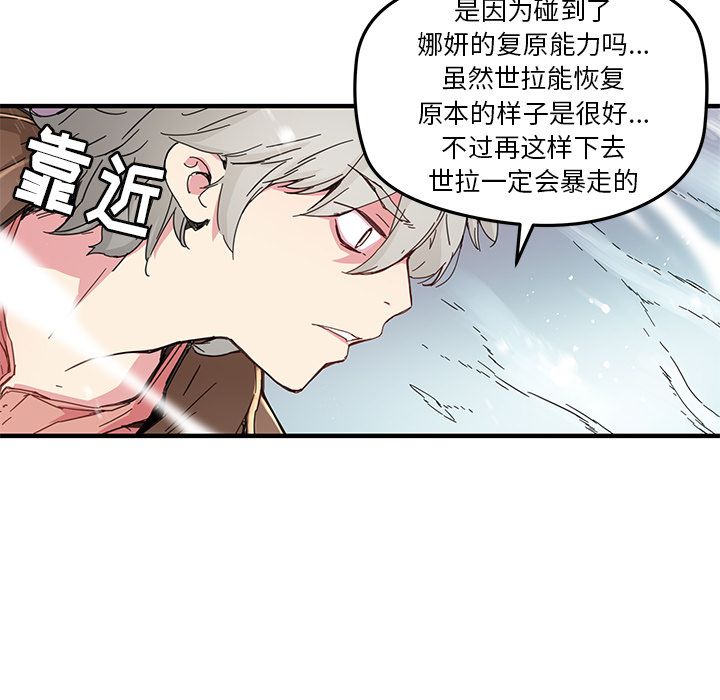 是因为碰到了
娜妍的复原能力吗...
虽然世拉能恢复
原本的样子是很好...
不过再这样下去
世拉一定会暴走的
靠近